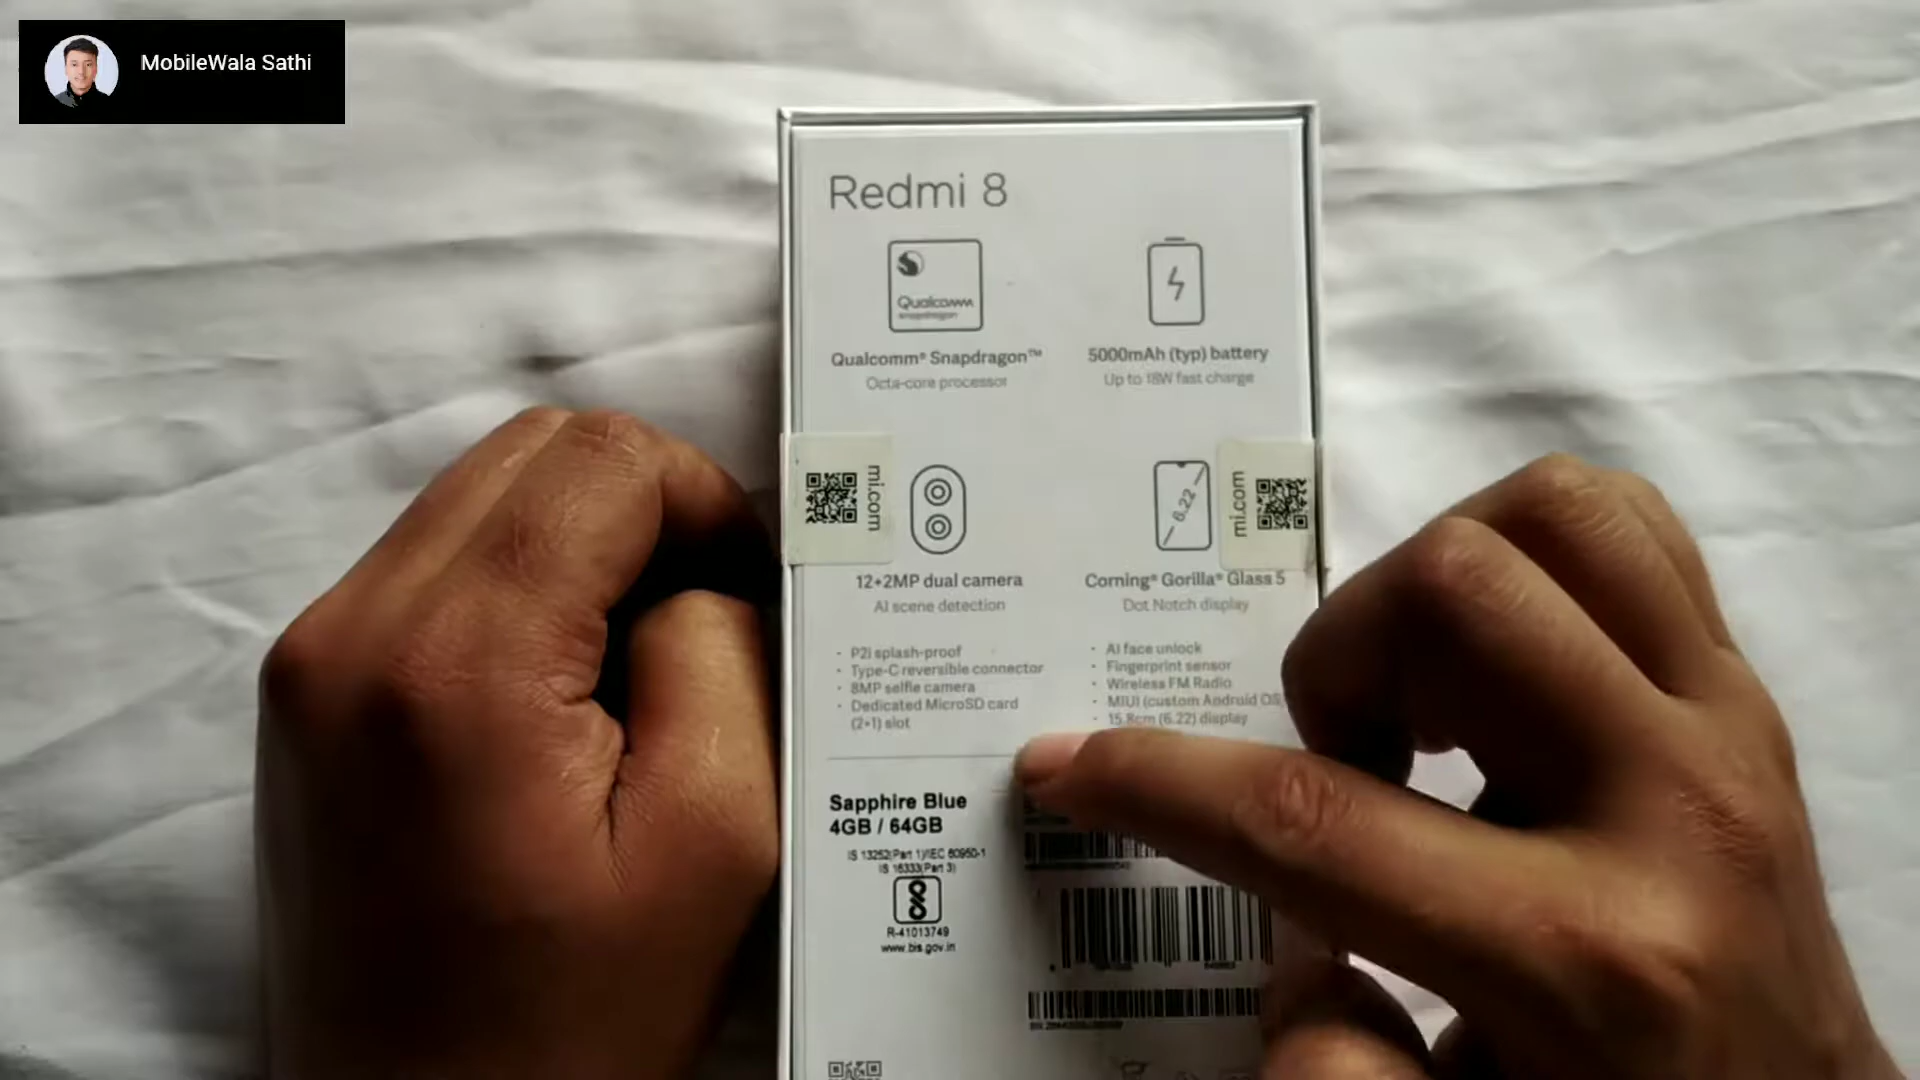 MobileWala Sathi
Redmi 8
Qualcomm
snapdragon
Qualcomm® Snapdragon™
Octa-core processor
5000mAh (typ) battery
Up to 18W fast charge
mi.com
6.22
mi.com
12+2MP dual camera
AI scene detection
Corning® Gorilla® Glass 5
Dot Notch display
· P2i splash-proof
· Type-C reversible connector
· 8MP selfie camera
· Dedicated MicroSD card
(2+1) slot
· AI face unlock
· Fingerprint sensor
· Wireless FM Radio
· MIUI (custom Android OS
· 15.8cm (6.22) display
Sapphire Blue
4GB / 64GB
IS 13252(Part 1)/IEC 60950-1
IS 16333(Part 3)
R-41013749
www.bis.gov.in